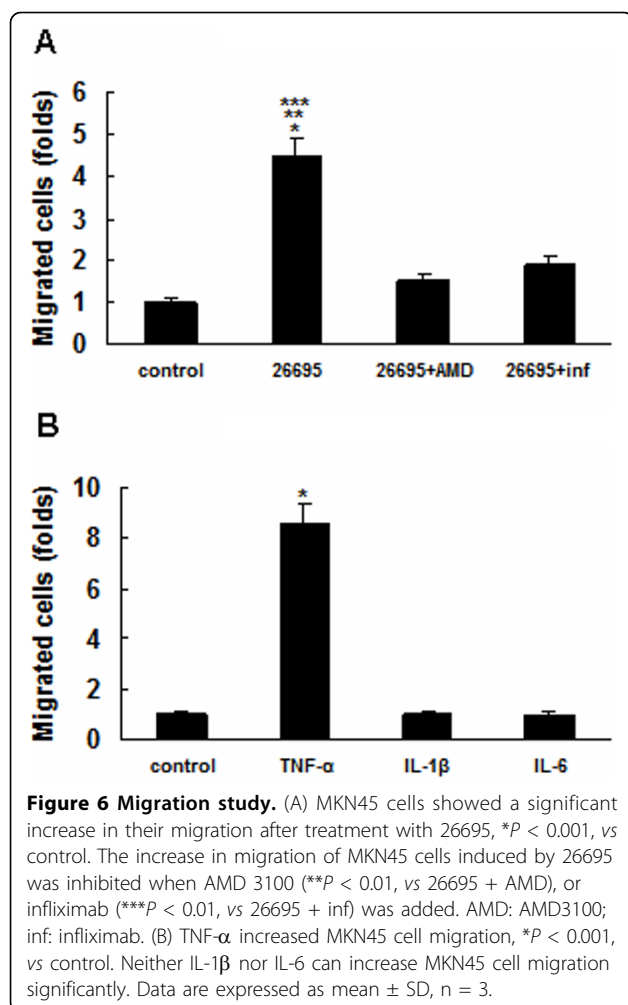 A
Migrated cells (folds)
6
5
4
3
2
1
0
***
**
*
control 26695 26695+AMD 26695+inf
B
Migrated cells (folds)
10
8
6
4
2
0
*
control TNF-α IL-1β IL-6
Figure 6 Migration study. (A) MKN45 cells showed a significant
increase in their migration after treatment with 26695, *P < 0.001, vs
control. The increase in migration of MKN45 cells induced by 26695
was inhibited when AMD 3100 (**P < 0.01, vs 26695 + AMD), or
infliximab (***P < 0.01, vs 26695 + inf) was added. AMD: AMD3100;
inf: infliximab. (B) TNF-α increased MKN45 cell migration, *P < 0.001,
vs control. Neither IL-1β nor IL-6 can increase MKN45 cell migration
significantly. Data are expressed as mean ± SD, n = 3.